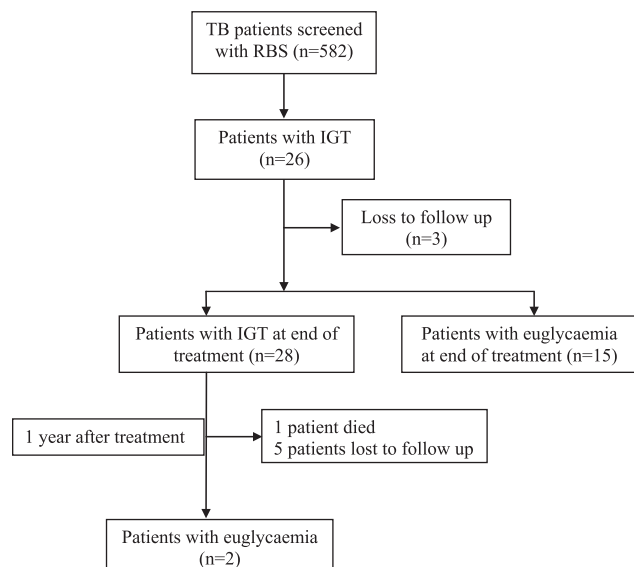 TB patients screened
with RBS (n=582)
Patients with IGT
(n=26)
Loss to follow up
(n=3)
Patients with IGT at end of
treatment (n=28)
Patients with euglycaemia
at end of treatment (n=15)
1 year after treatment
1 patient died
5 patients lost to follow up
Patients with euglycaemia
(n=2)